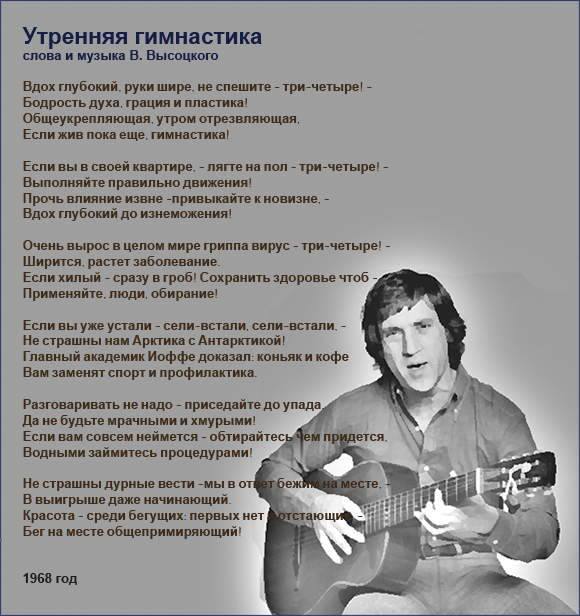 Утренняя гимнастика
слова и музыка В. Высоцкого
Вдох глубокий, руки шире, не спешите - три-четыре! -
Бодрость духа, грация и пластика!
Общеукрепляющая, утром отрезвляющая,
Если жив пока еще, гимнастика!
Если вы в своей квартире, - лягте на пол - три-четыре! -
Выполняйте правильно движения!
Прочь влияние извне -привыкайте к новизне, -
Вдох глубокий до изнеможения!
Очень вырос в целом мире гриппа вирус - три-четыре! -
Ширится, растет заболевание.
Если хилый - сразу в гроб! Сохранить здоровье чтоб -
Применяйте, люди, обирание!
Если вы уже устали - сели-встали, сели-встали, -
Не страшны нам Арктика с Антарктикой!
Главный академик Иоффе доказал: коньяк и кофе
Вам заменят спорт и профилактика.
Разговаривать не надо - приседайте до упада,
Да не будьте мрачными и хмурыми!
Если вам совсем неймется - обтирайтесь чем придется,
Водными займитесь процедурами!
Не страшны дурные вести -мы в ответ бежим на месте, -
В выигрыше даже начинающий.
Красота - среди бегущих: первых нет и отстающих, -
Бег на месте общепримиряющий!
1968 год